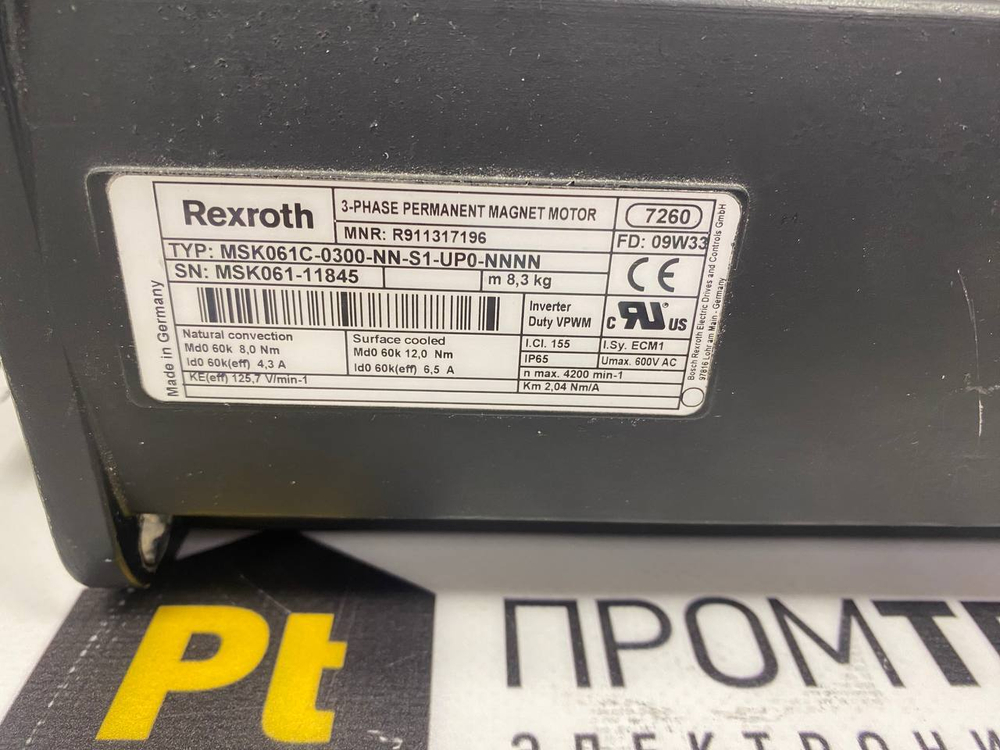 Rexroth
3-PHASE PERMANENT MAGNET MOTOR
7260
MNR: R911317196
FD: 09W33
TYP: MSK061C-0300-NN-S1-UP0-NNNN
SN: MSK061-11845
m 8,3 kg
CE
Inverter
Duty VPWM
c RU US
Natural convection
Md0 60k 8,0 Nm
Id0 60k(eff) 4,3 A
Surface cooled
Md0 60k 12,0 Nm
Id0 60k(eff) 6,5 A
I.Cl. 155
I.Sy. ECM1
IP65
Umax. 600V AC
KE(eff) 125,7 V/min-1
n max. 4200 min-1
Km 2,04 Nm/A
Made in Germany
Bosch Rexroth Electric Drives and Controls GmbH
97816 Lohr am Main - Germany
Pt
ПРОМТ
ЭЛЕКТРОНИ